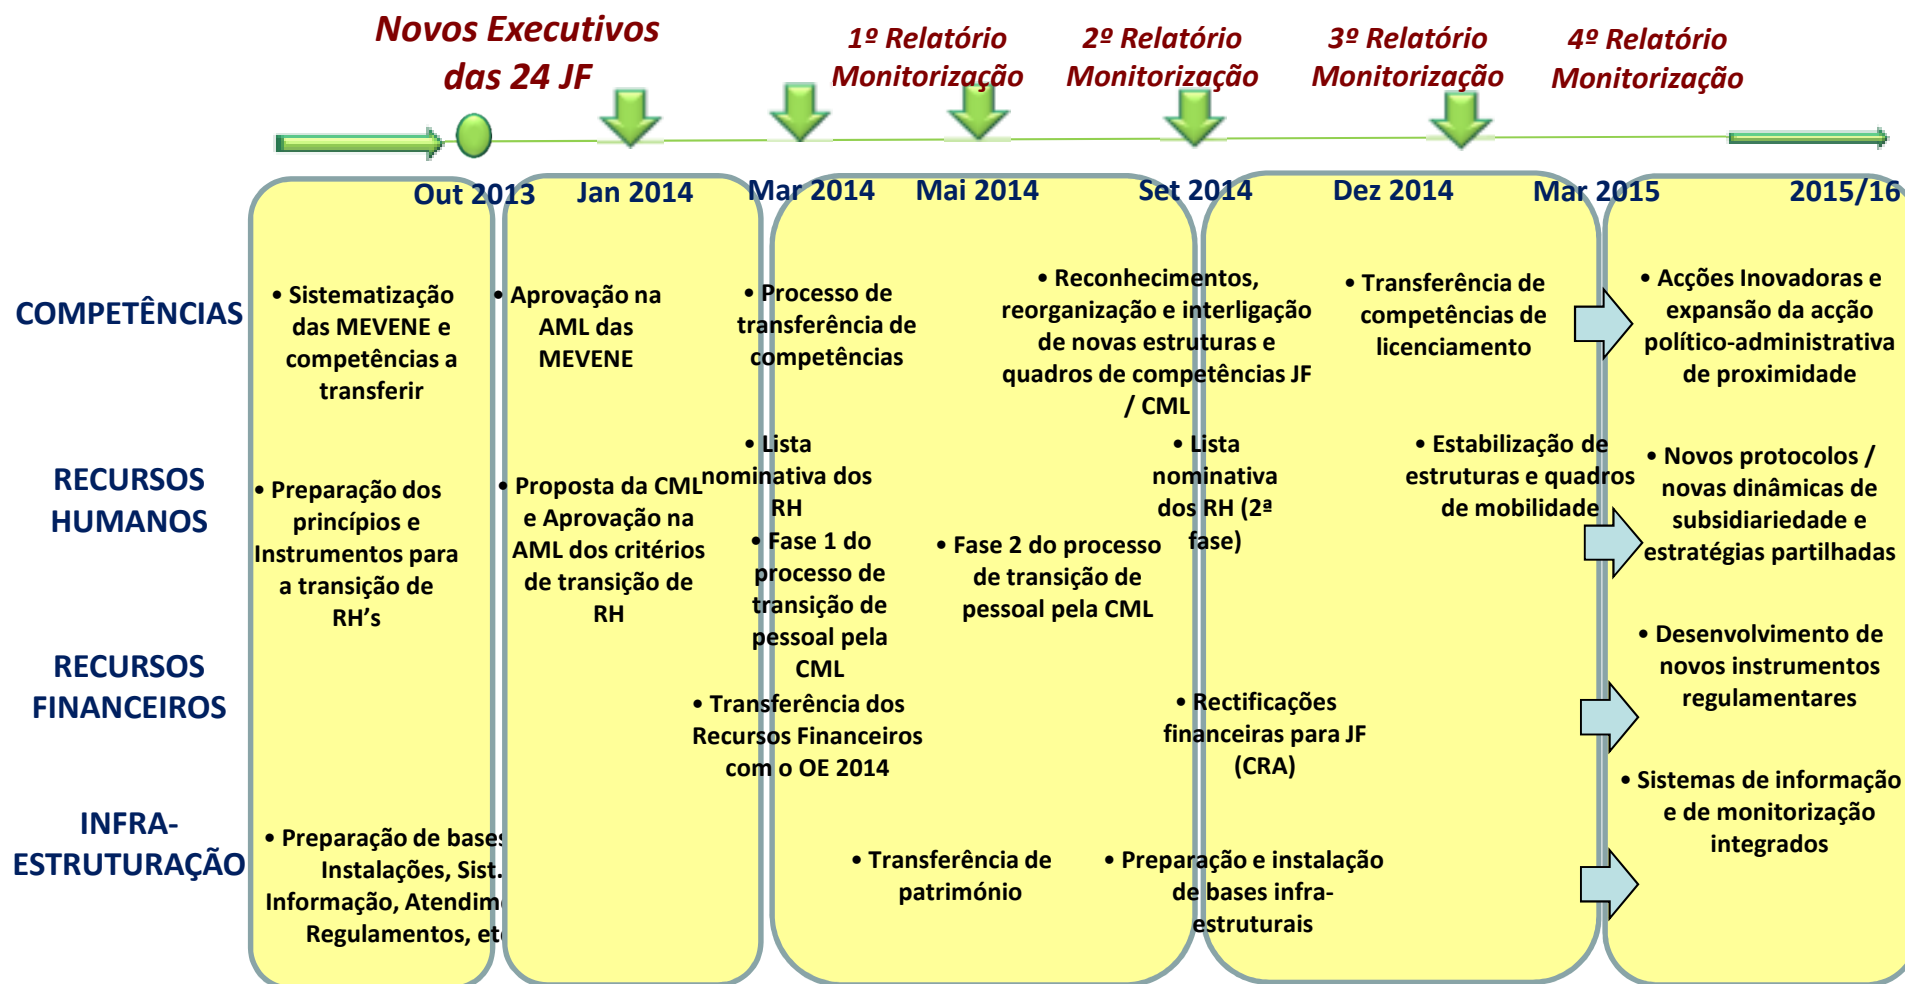 Novos Executivos
das 24 JF
1º Relatório
Monitorização
2º Relatório
Monitorização
3º Relatório
Monitorização
4º Relatório
Monitorização
Out 2013
Jan 2014
Mar 2014
Mai 2014
Set 2014
Dez 2014
Mar 2015
2015/16
COMPETÊNCIAS
• Sistematização
das MEVENE e
competências a
transferir
• Aprovação na
AML das
MEVENE
• Processo de
transferência de
competências
• Reconhecimentos,
reorganização e interligação
de novas estruturas e
quadros de competências JF
/ CML
• Transferência de
competências de
licenciamento
• Acções Inovadoras e
expansão da acção
político-administrativa
de proximidade
RECURSOS
HUMANOS
• Preparação dos
princípios e
Instrumentos para
a transição de
RH's
• Proposta da CML
e Aprovação na
AML dos critérios
de transição de
RH
• Lista
nominativa dos
RH
• Fase 1 do
processo de
transição de
pessoal pela
CML
• Fase 2 do processo
de transição de
pessoal pela CML
• Lista
nominativa
dos RH (2ª
fase)
• Estabilização de
estruturas e quadros
de mobilidade
• Novos protocolos /
novas dinâmicas de
subsidiariedade e
estratégias partilhadas
RECURSOS
FINANCEIROS
• Transferência dos
Recursos Financeiros
com o OE 2014
• Rectificações
financeiras para JF
(CRA)
• Desenvolvimento de
novos instrumentos
regulamentares
INFRA-
ESTRUTURAÇÃO
• Preparação de bases
Instalações, Sist.
Informação, Atendim
Regulamentos, et
• Transferência de
património
• Preparação e instalação
de bases infra-
estruturais
• Sistemas de informação
e de monitorização
integrados